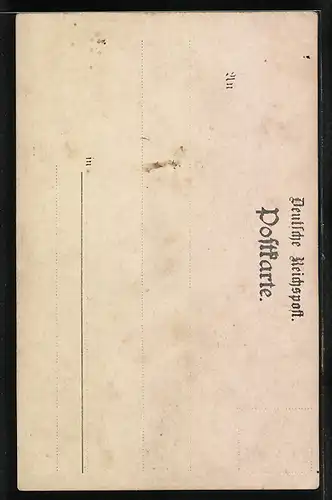 Deutsche Reichspost.
Postkarte.
An
in